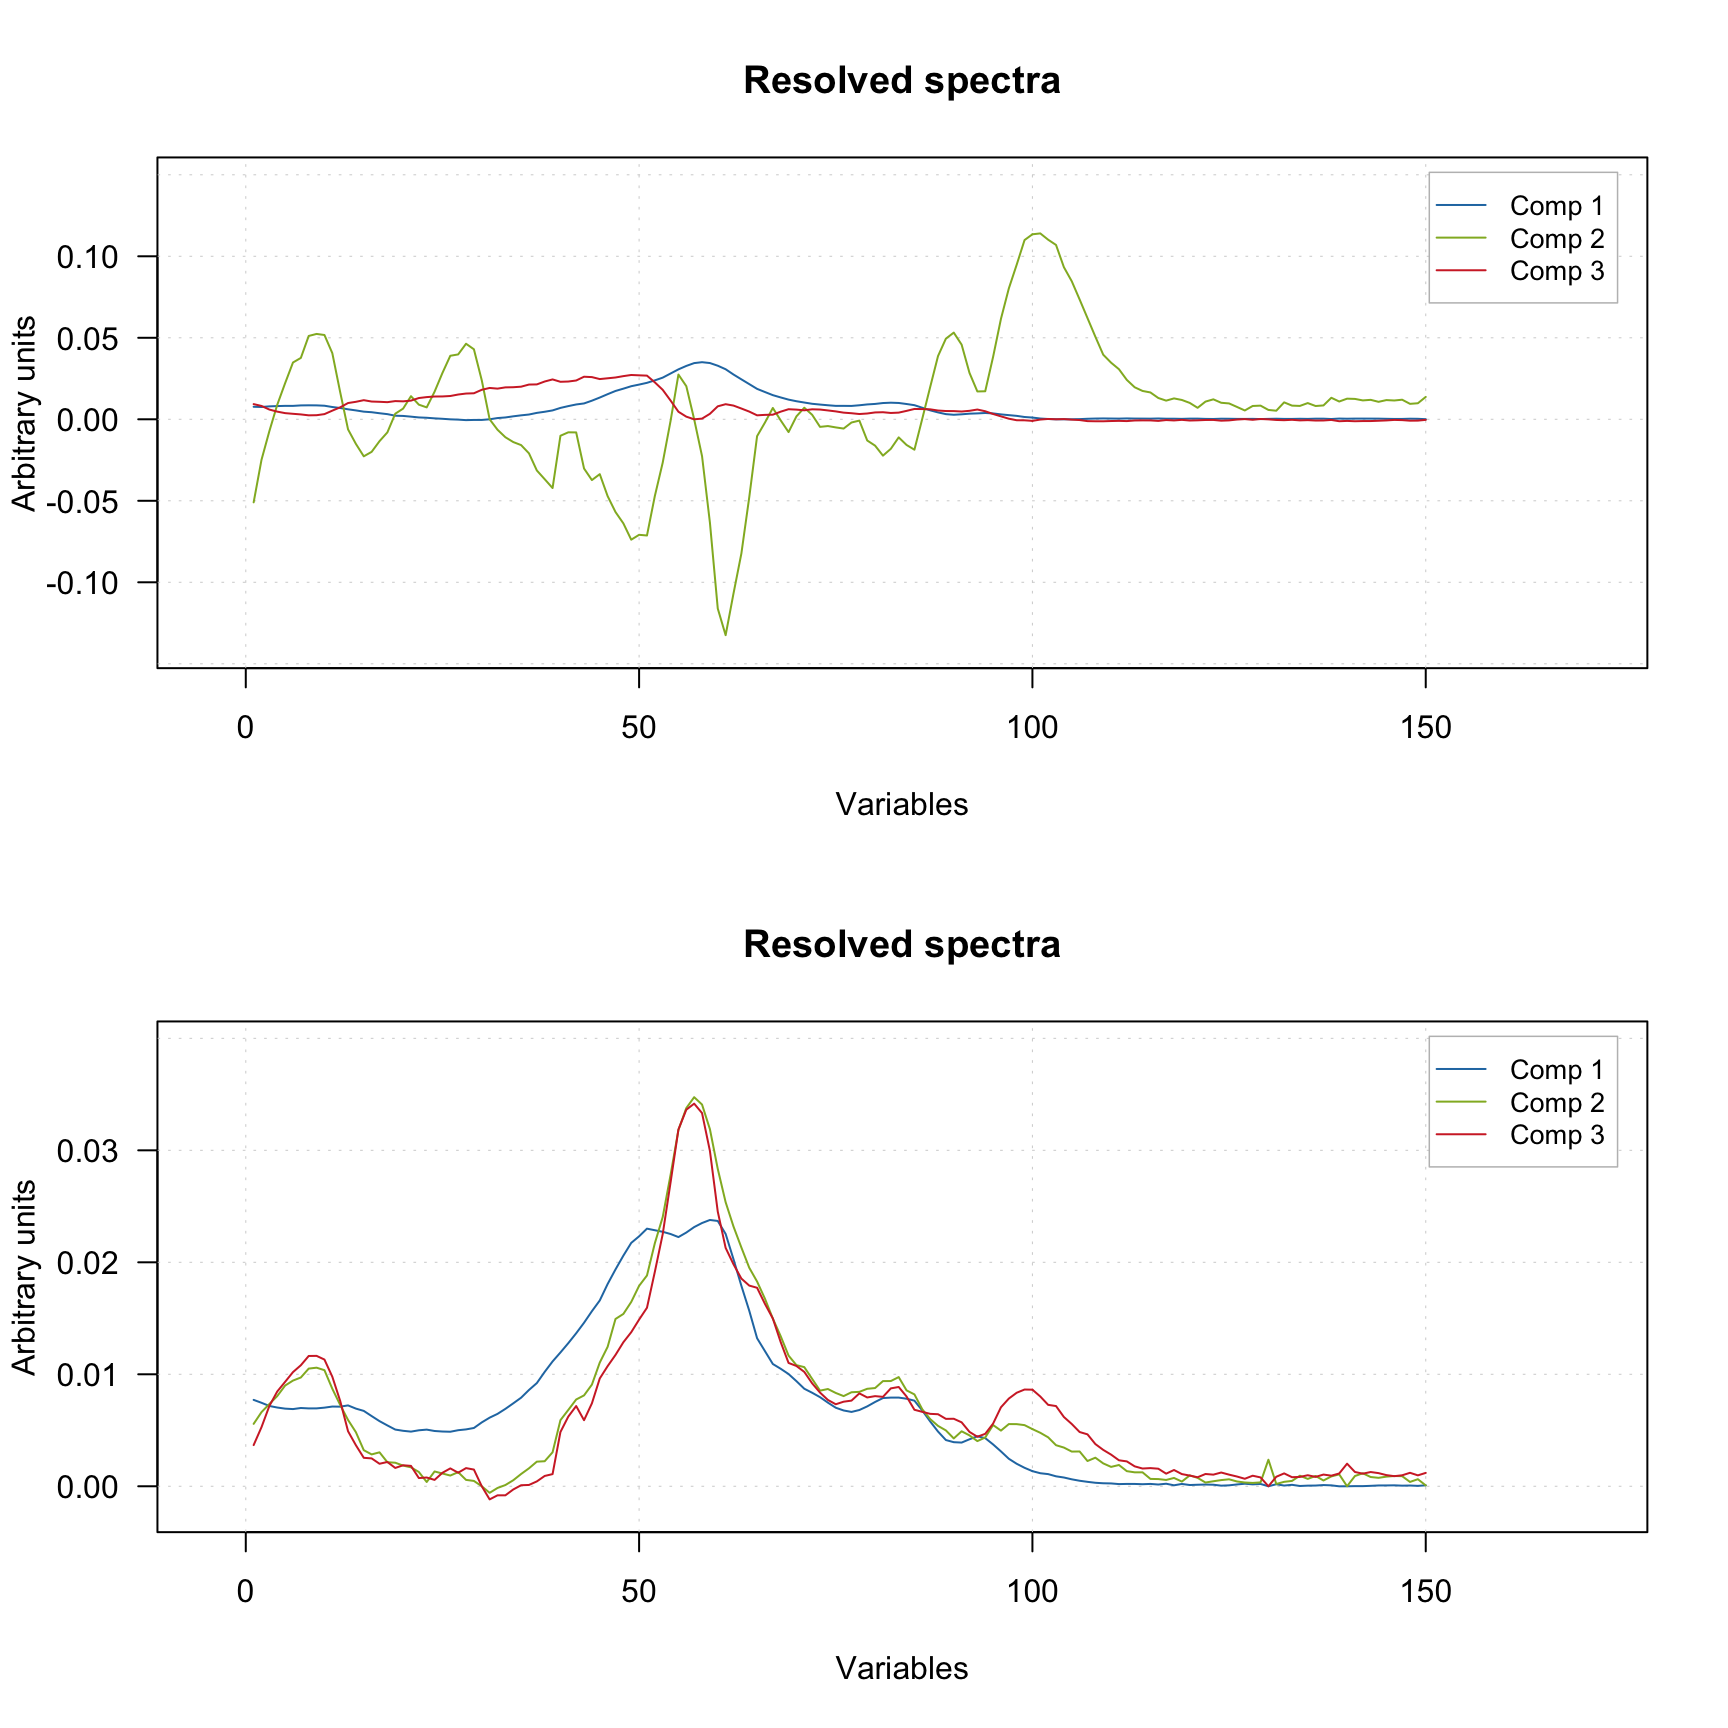 Resolved spectra
Arbitrary units
0.10
0.05
0.00
-0.05
-0.10
Comp 1
Comp 2
Comp 3
0 50 100 150
Variables
Resolved spectra
Arbitrary units
0.03
0.02
0.01
0.00
Comp 1
Comp 2
Comp 3
0 50 100 150
Variables